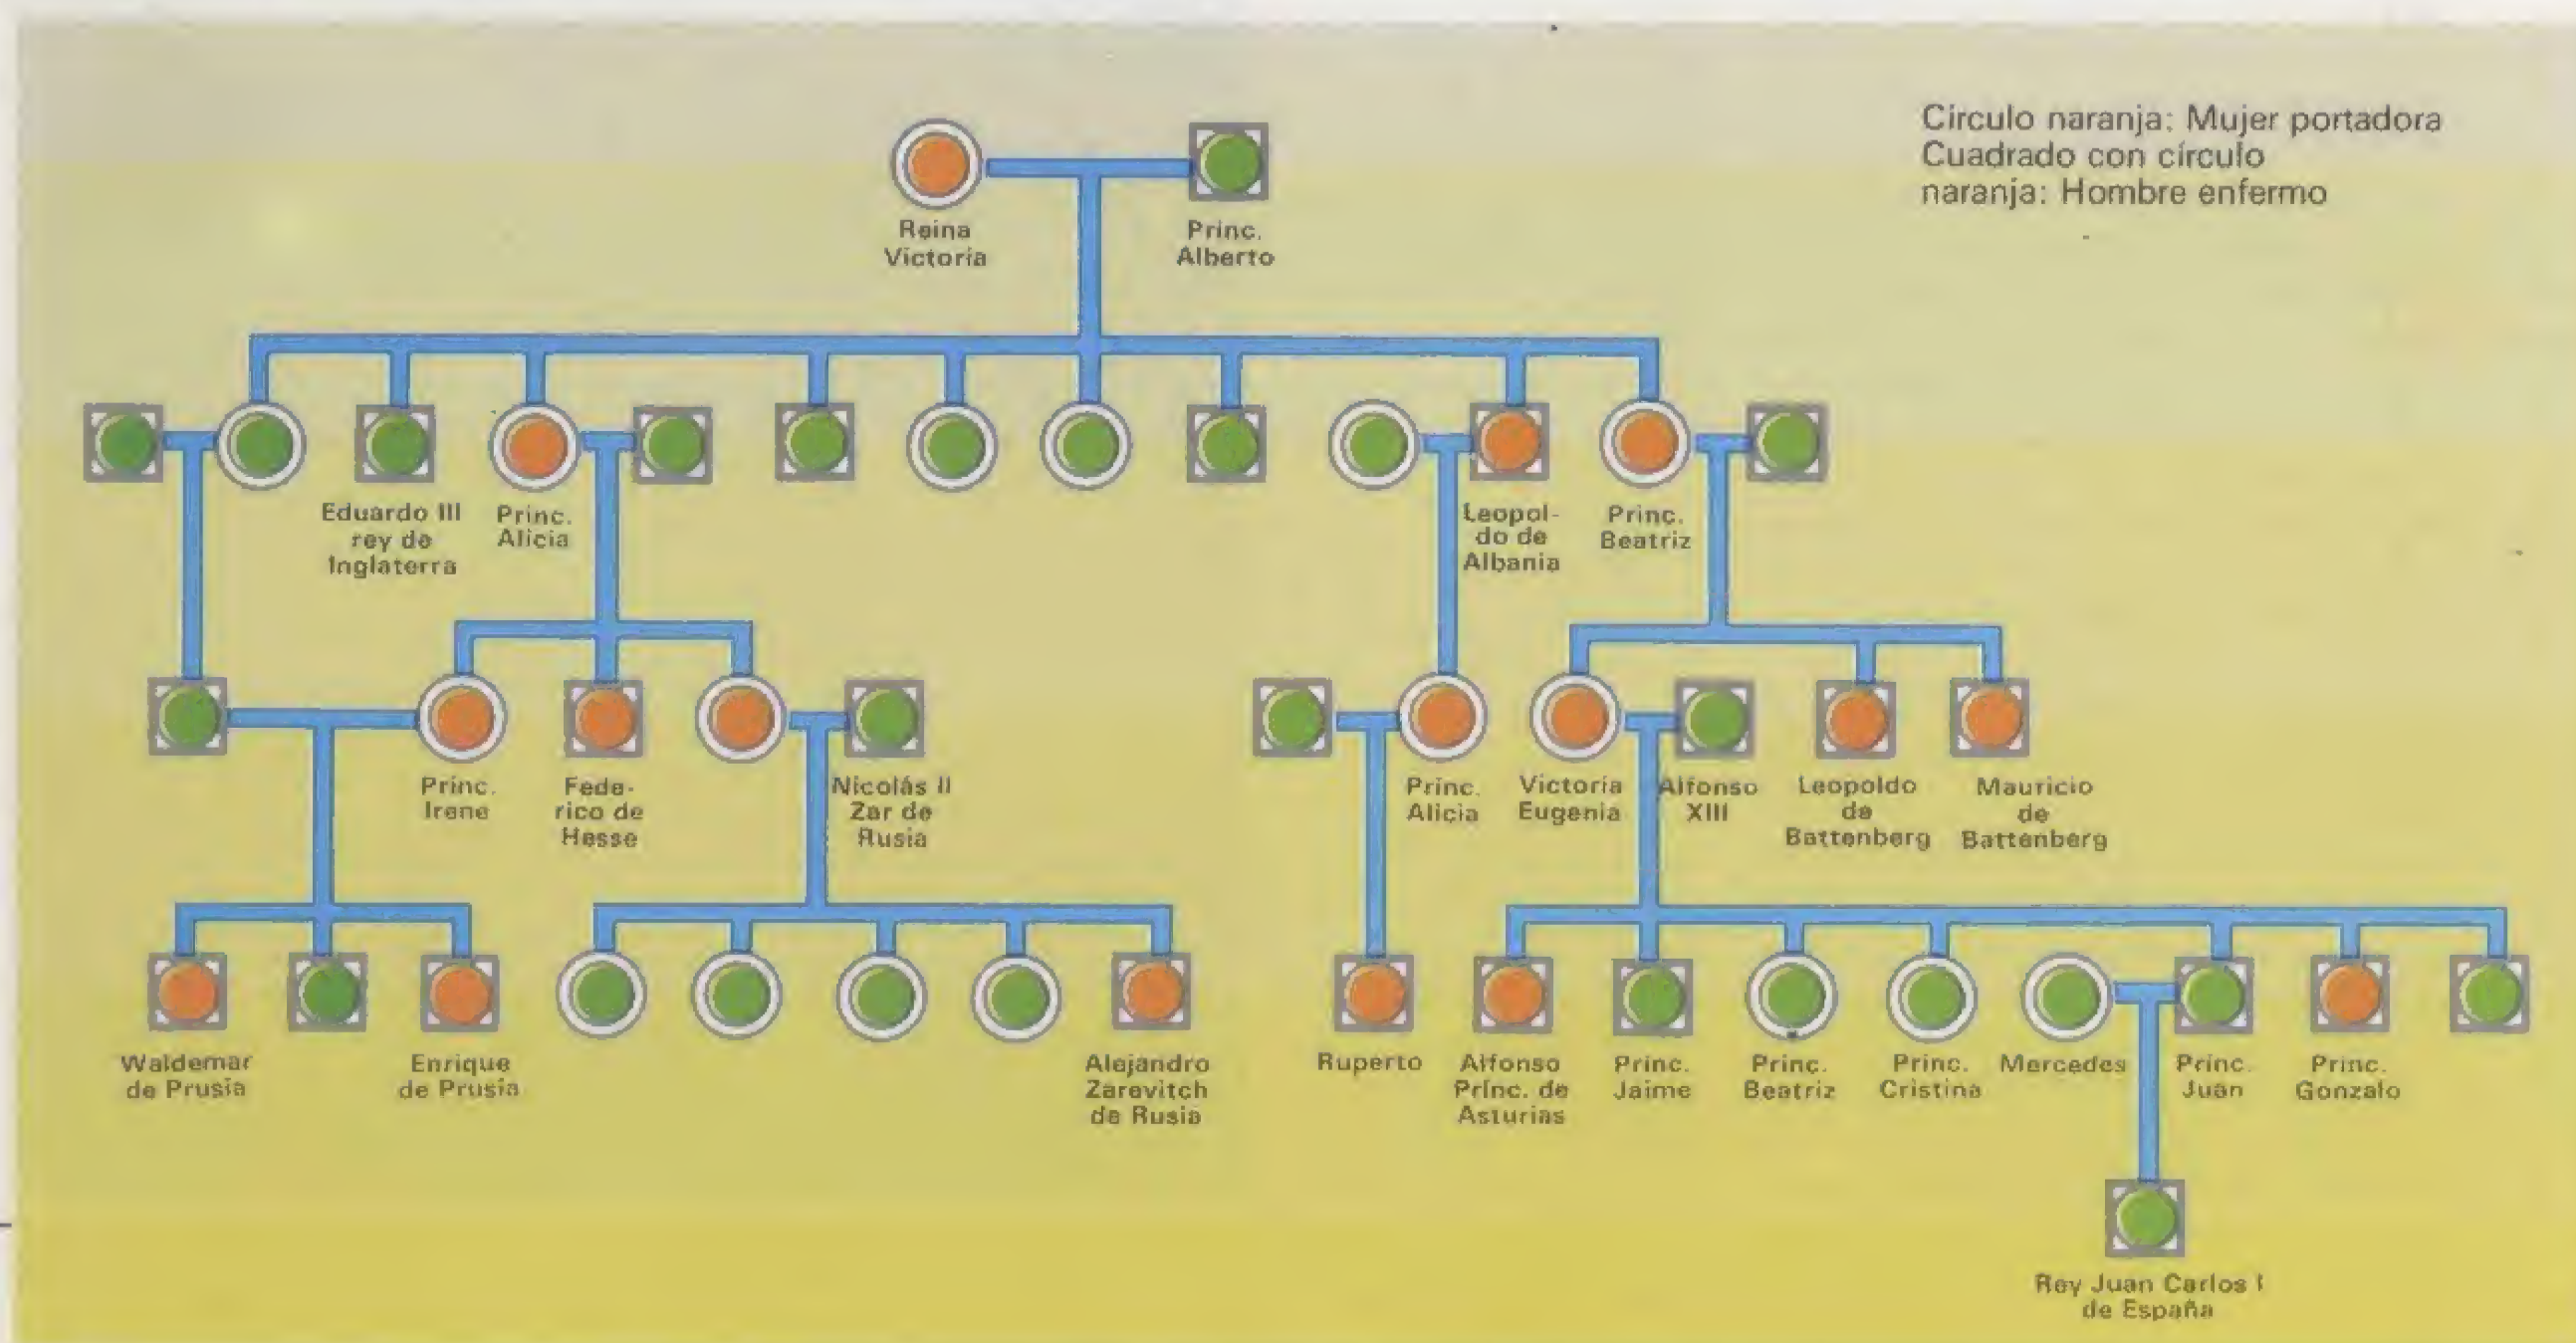 Círculo naranja: Mujer portadora
Cuadrado con círculo
naranja: Hombre enfermo
Reina
Victoria
Princ.
Alberto
Eduardo III
rey de
Inglaterra
Princ.
Alicia
Leopol-
do de
Albania
Princ.
Beatriz
Princ.
Irene
Fede-
rico de
Hesse
Nicolás II
Zar de
Rusia
Princ.
Alicia
Victoria
Eugenia
Alfonso
XIII
Leopoldo
de
Battenberg
Mauricio
de
Battenberg
Waldemar
de Prusia
Enrique
de Prusia
Alejandro
Zarevitch
de Rusia
Ruperto
Alfonso
Princ. de
Asturias
Princ.
Jaime
Princ.
Beatriz
Princ.
Cristina
Mercedes
Princ.
Juan
Princ.
Gonzalo
Rey Juan Carlos I
de España